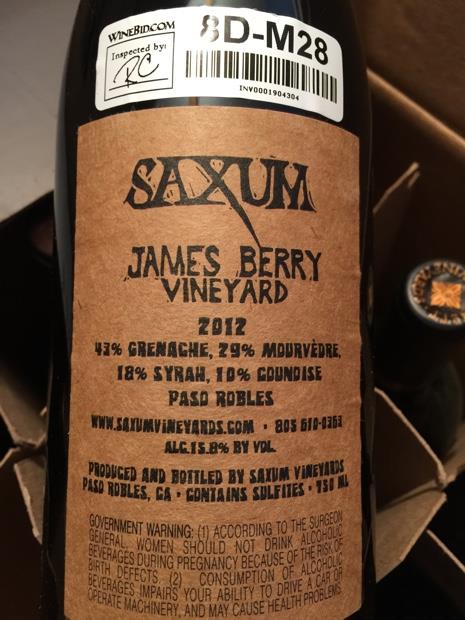 WINEBID.COM
Inspected by:
RC
8D-M28
INV0001904304
SAXUM
JAMES BERRY
VINEYARD
2012
43% GRENACHE, 29% MOURVÈDRE,
18% SYRAH, 10% COUNOISE
PASO ROBLES
WWW.SAXUMVINEYARDS.COM • 805 610-0363
ALC.15.8% BY VOL.
PRODUCED AND BOTTLED BY SAXUM VINEYARDS
PASO ROBLES, CA • CONTAINS SULFITES • 750 ML
GOVERNMENT WARNING: (1) ACCORDING TO THE SURGEON
GENERAL, WOMEN SHOULD NOT DRINK ALCOHOLIC
BEVERAGES DURING PREGNANCY BECAUSE OF THE RISK OF
BIRTH DEFECTS. (2) CONSUMPTION OF ALCOHOLIC
BEVERAGES IMPAIRS YOUR ABILITY TO DRIVE A CAR OR
OPERATE MACHINERY, AND MAY CAUSE HEALTH PROBLEMS.